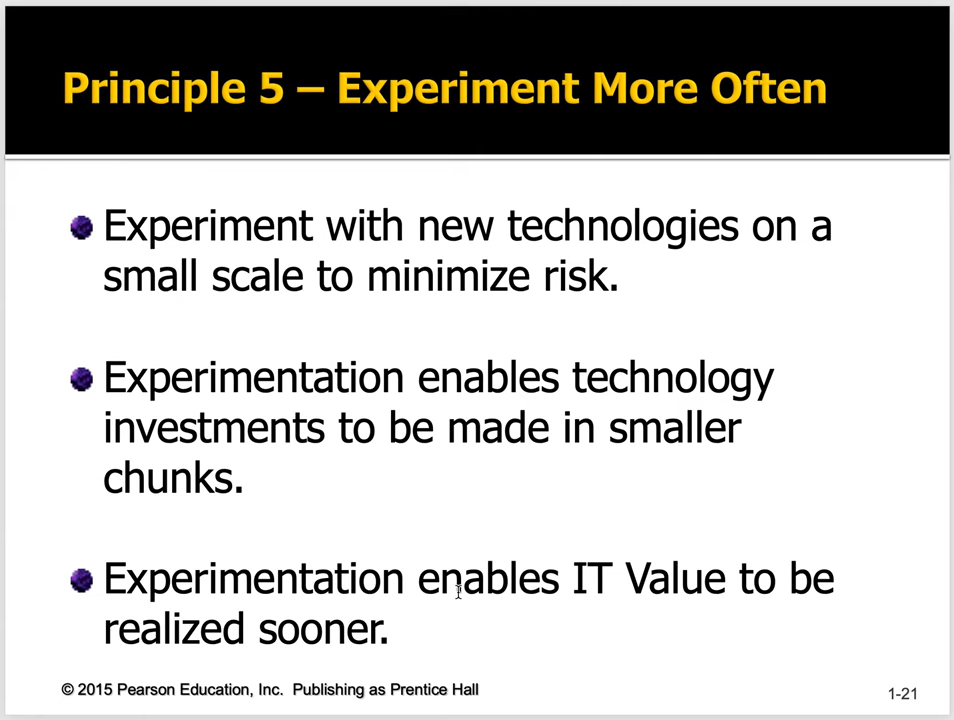 Principle 5 – Experiment More Often
Experiment with new technologies on a
small scale to minimize risk.
Experimentation enables technology
investments to be made in smaller
chunks.
Experimentation enables IT Value to be
realized sooner.
© 2015 Pearson Education, Inc. Publishing as Prentice Hall
1-21